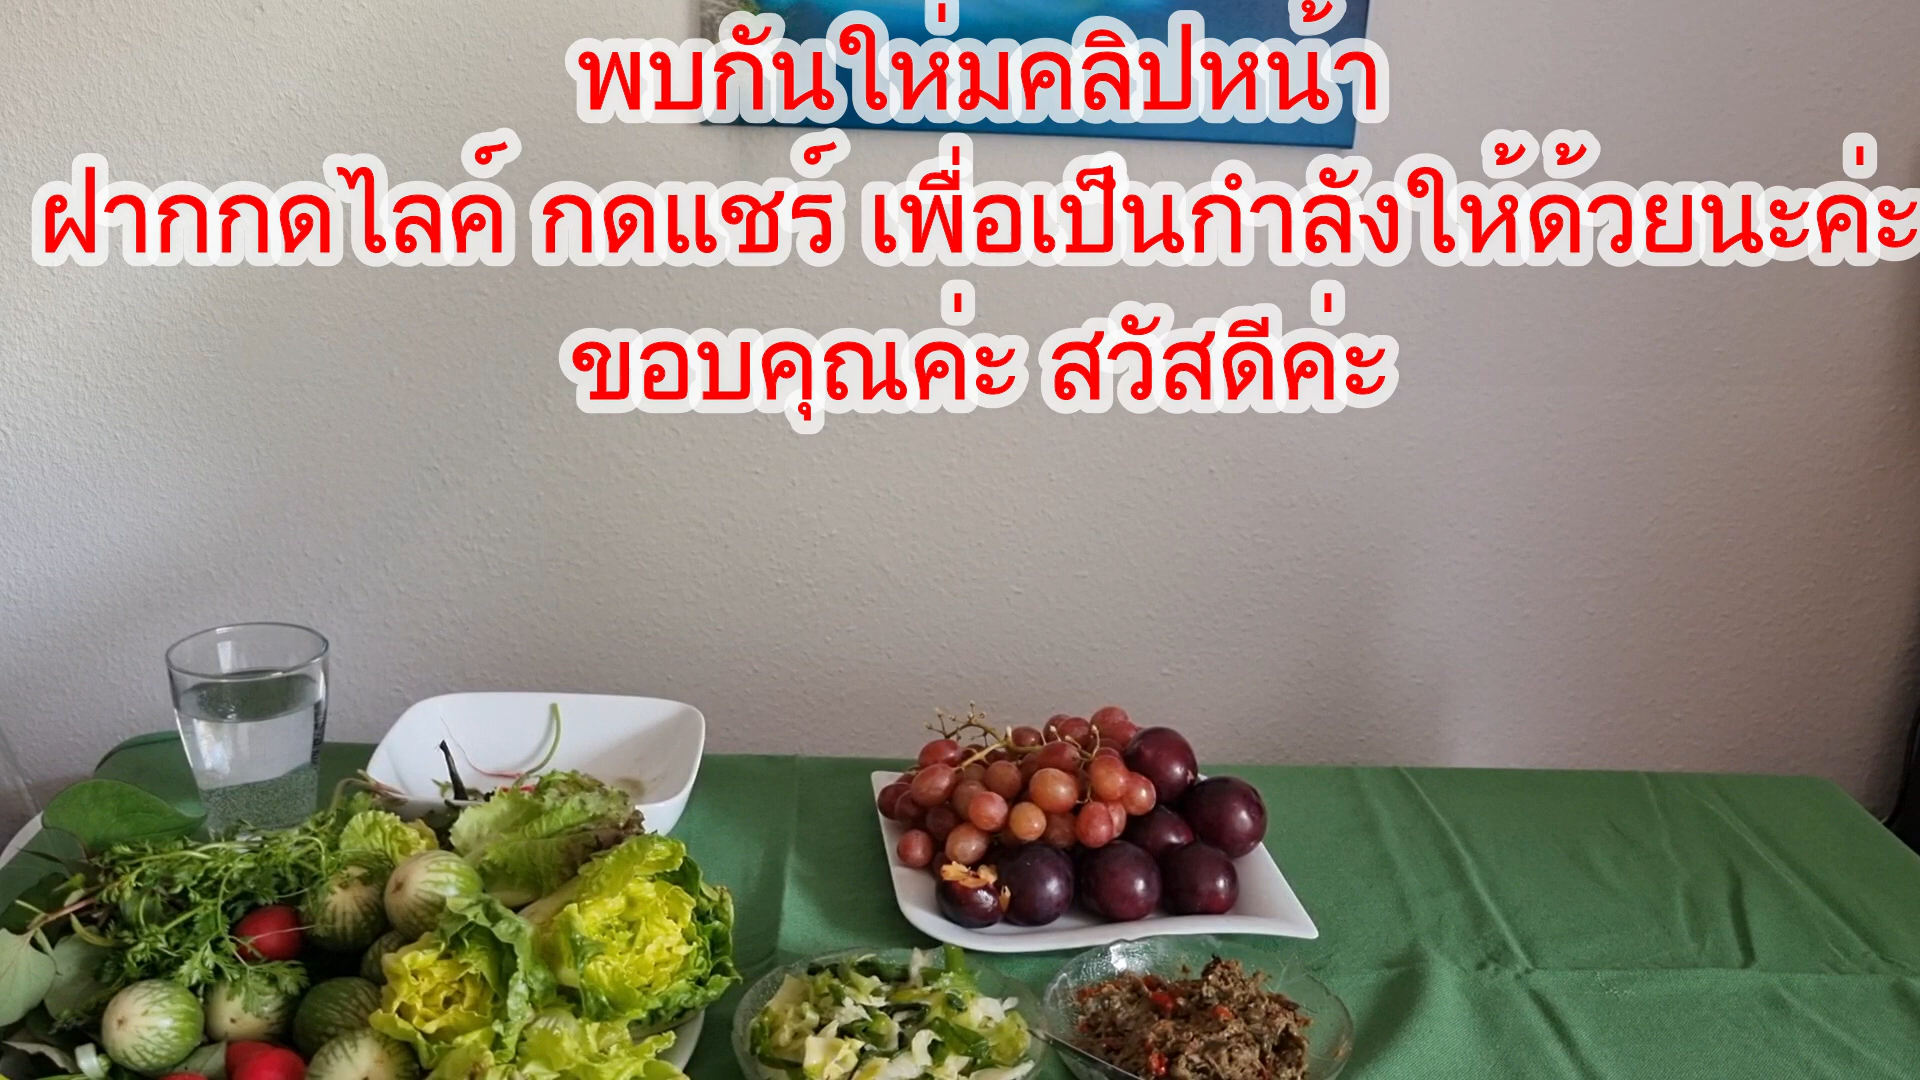 พบกันให่มคลิปหน้า
ฝากกดไลค์ กดแชร์ เพื่อเป็นกำลังให้ด้วยนะค่ะ
ขอบคุณค่ะ สวัสดีค่ะ